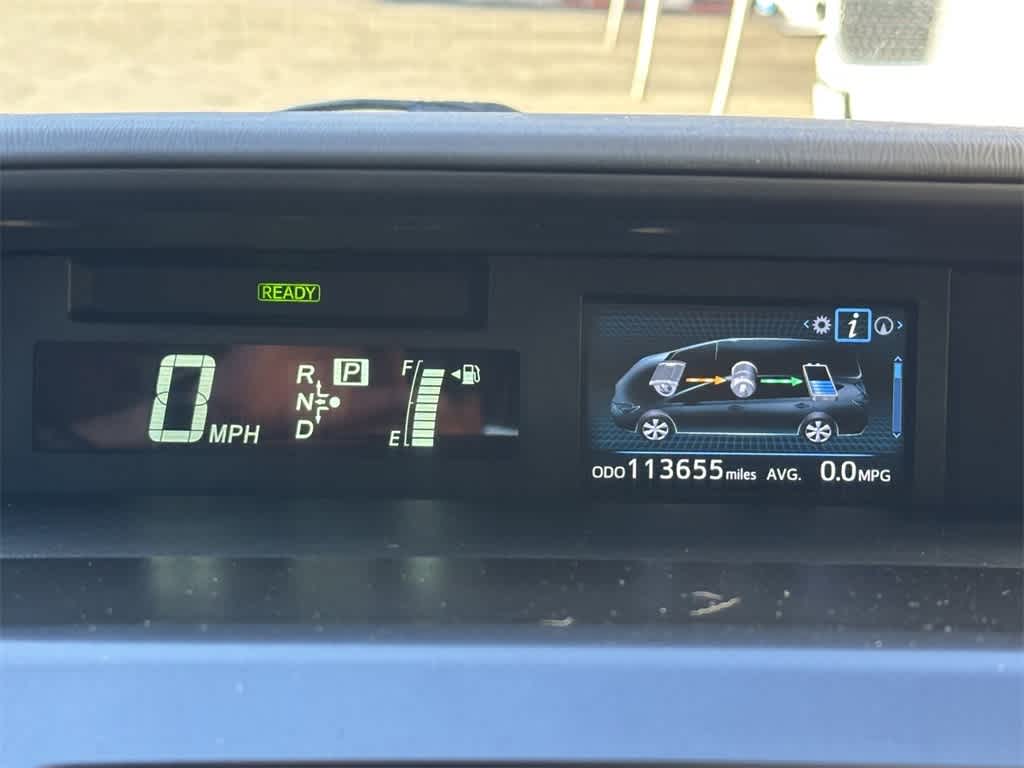 READY
0 MPH
R P
N
D
F
E
i
ODO 113655 miles AVG. 0.0 MPG